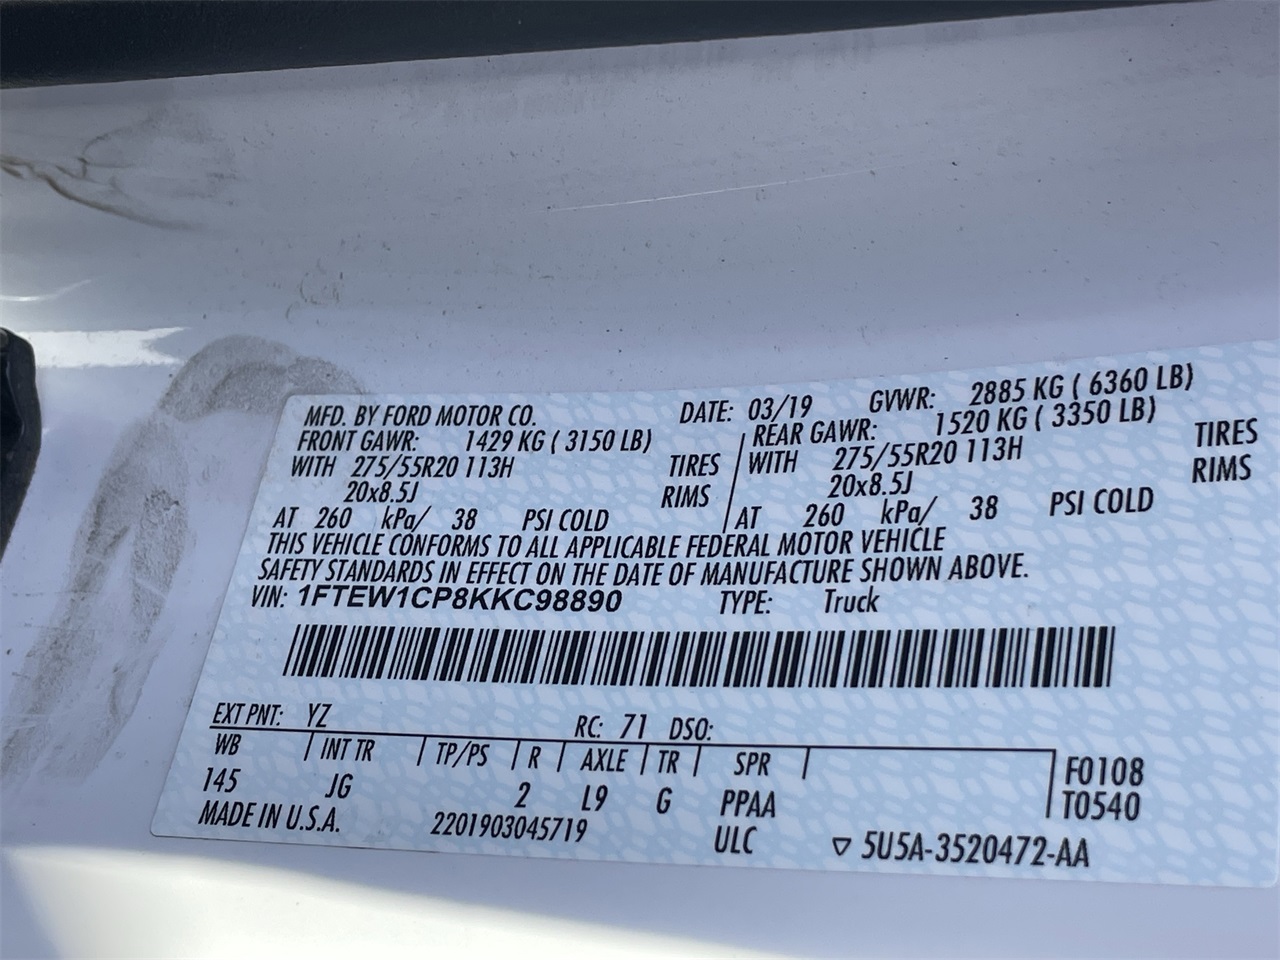 MFD. BY FORD MOTOR CO. DATE: 03/19 GVWR: 2885 KG ( 6360 LB)
FRONT GAWR: 1429 KG ( 3150 LB) REAR GAWR: 1520 KG ( 3350 LB)
WITH 275/55R20 113H TIRES WITH 275/55R20 113H TIRES
20x8.5J RIMS 20x8.5J RIMS
AT 260 kPa/ 38 PSI COLD AT 260 kPa/ 38 PSI COLD
THIS VEHICLE CONFORMS TO ALL APPLICABLE FEDERAL MOTOR VEHICLE
SAFETY STANDARDS IN EFFECT ON THE DATE OF MANUFACTURE SHOWN ABOVE.
VIN: 1FTEW1CP8KKC98890 TYPE: Truck
EXT PNT: YZ RC: 71 DSO:
WB INT TR TP/PS R AXLE TR SPR F0108
145 JG 2 L9 G PPAA T0540
MADE IN U.S.A. 2201903045719 ULC ▽ 5U5A-3520472-AA